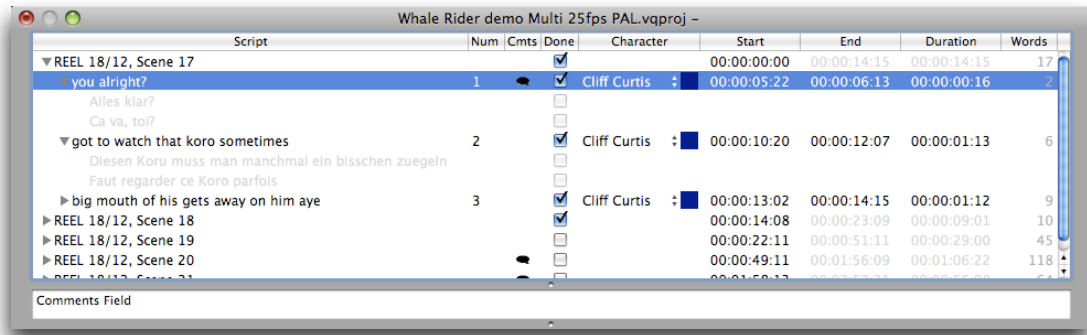 Whale Rider demo Multi 25fps PAL.vqproj –
Script Num Cmts Done Character Start End Duration Words
REEL 18/12, Scene 17 00:00:00:00 00:00:14:15 00:00:14:15 17
you alright? 1 Cliff Curtis 00:00:05:22 00:00:06:13 00:00:00:16 2
Alles klar?
Ca va, toi?
got to watch that koro sometimes 2 Cliff Curtis 00:00:10:20 00:00:12:07 00:00:01:13 6
Diesen Koru muss man manchmal ein bisschen zuegeln
Faut regarder ce Koro parfois
big mouth of his gets away on him aye 3 Cliff Curtis 00:00:13:02 00:00:14:15 00:00:01:12 9
REEL 18/12, Scene 18 00:00:14:08 00:00:23:09 00:00:09:01 10
REEL 18/12, Scene 19 00:00:22:11 00:00:51:11 00:00:29:00 45
REEL 18/12, Scene 20 00:00:49:11 00:01:56:09 00:01:06:22 118
REEL 18/12, Scene 21
Comments Field